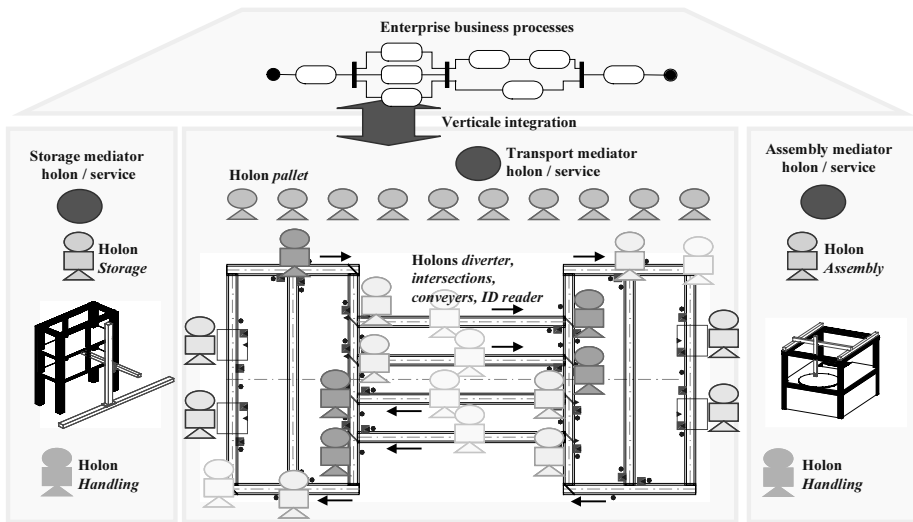 Enterprise business processes
Verticale integration
Storage mediator
holon / service
Holon
Storage
Holon
Handling
Transport mediator
holon / service
Holon pallet
Holons diverter,
intersections,
conveyers, ID reader
Assembly mediator
holon / service
Holon
Assembly
Holon
Handling